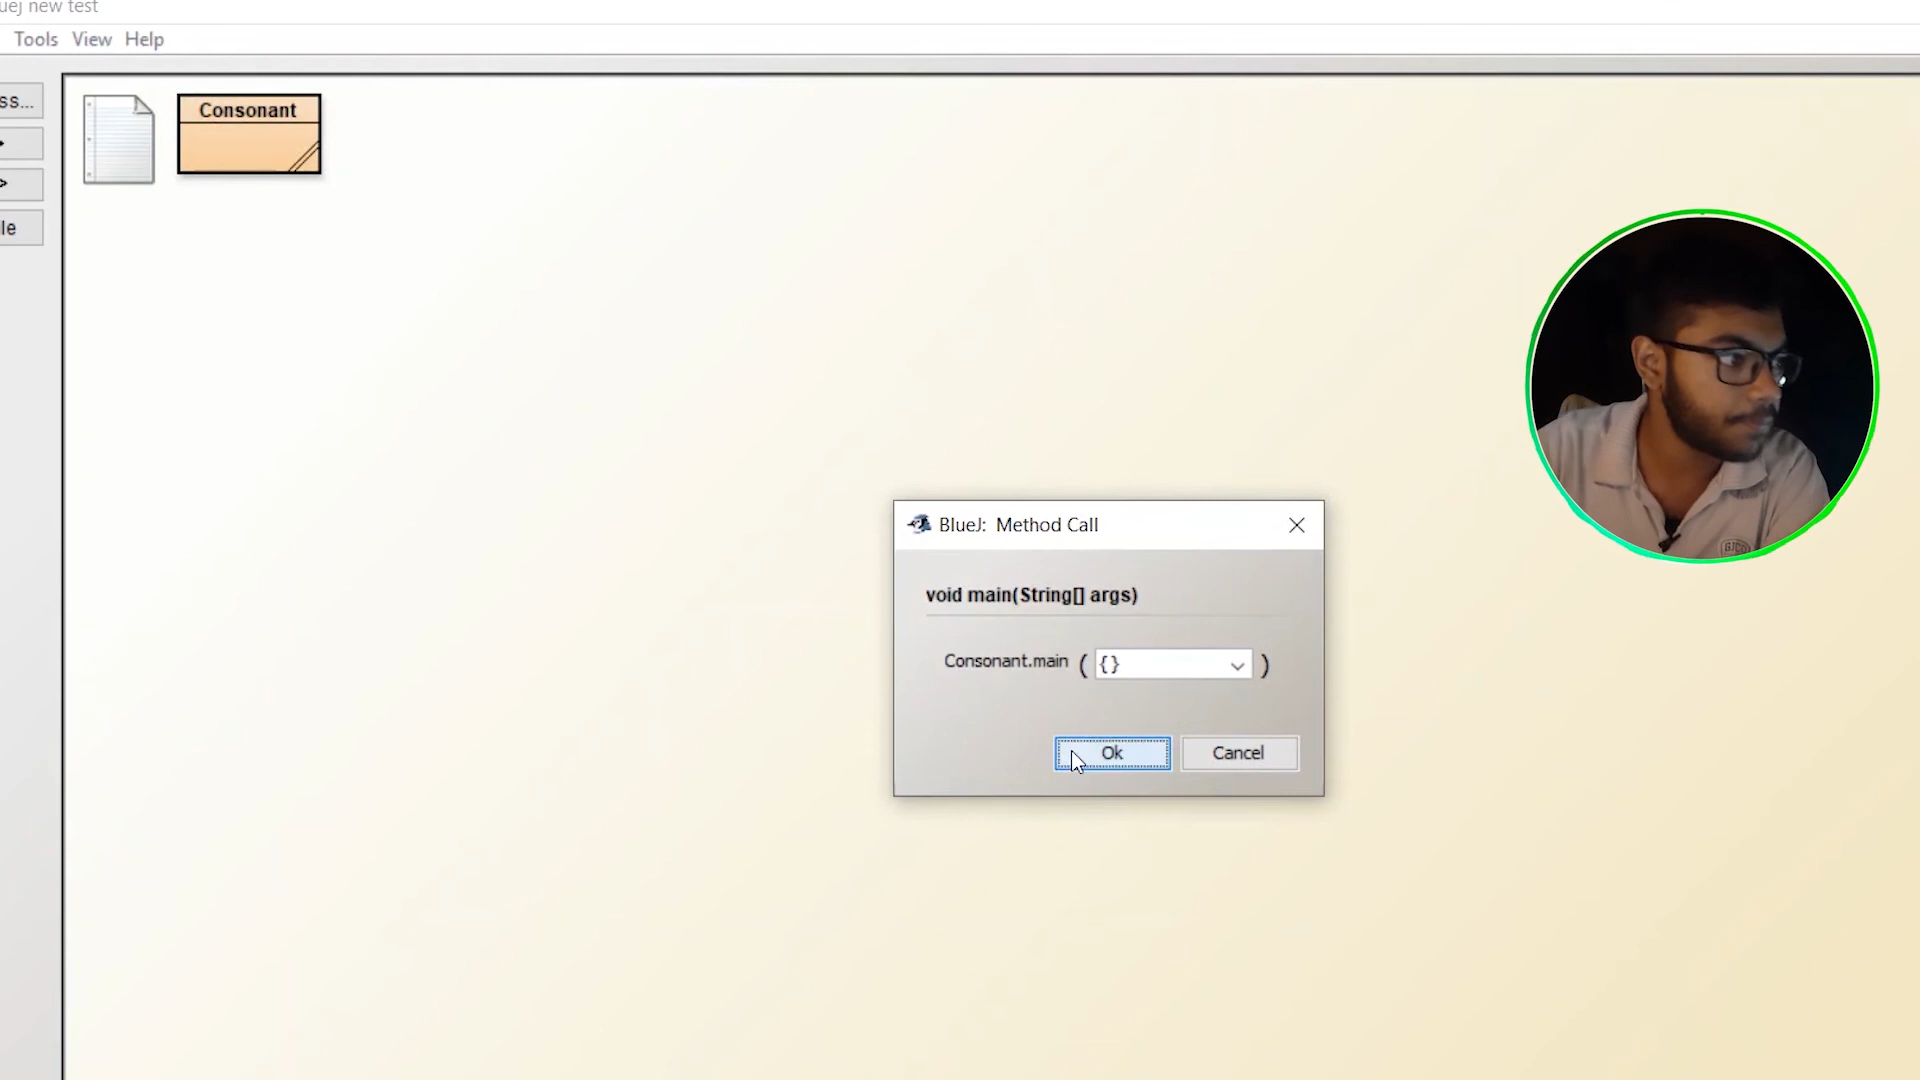 uej new test
Tools View Help
ss...
Consonant
>
le
BlueJ: Method Call
void main(String[] args)
Consonant.main ( {} )
Ok Cancel